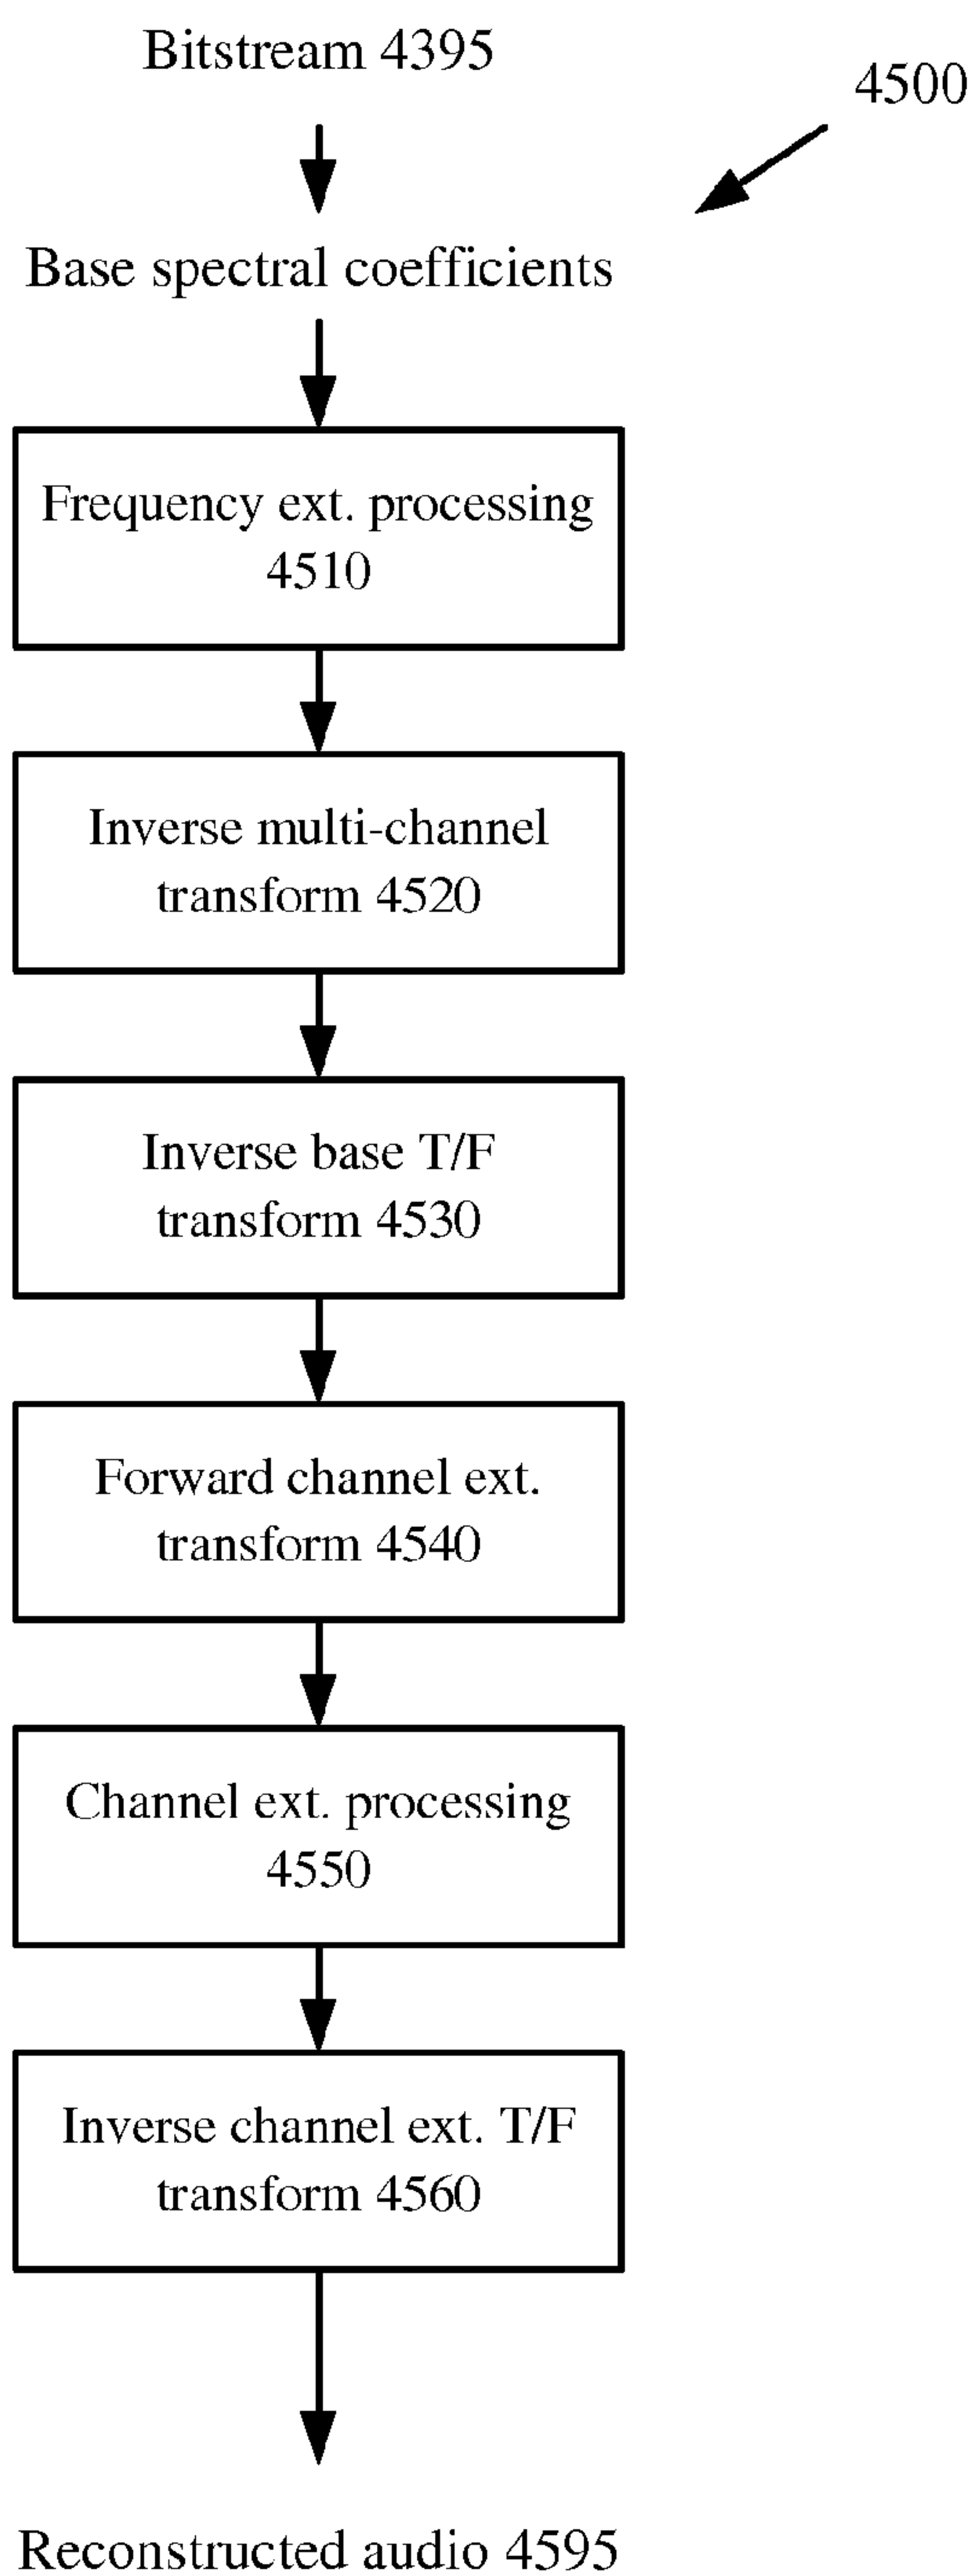 Bitstream 4395
4500
Base spectral coefficients
Frequency ext. processing
4510
Inverse multi-channel
transform 4520
Inverse base T/F
transform 4530
Forward channel ext.
transform 4540
Channel ext. processing
4550
Inverse channel ext. T/F
transform 4560
Reconstructed audio 4595